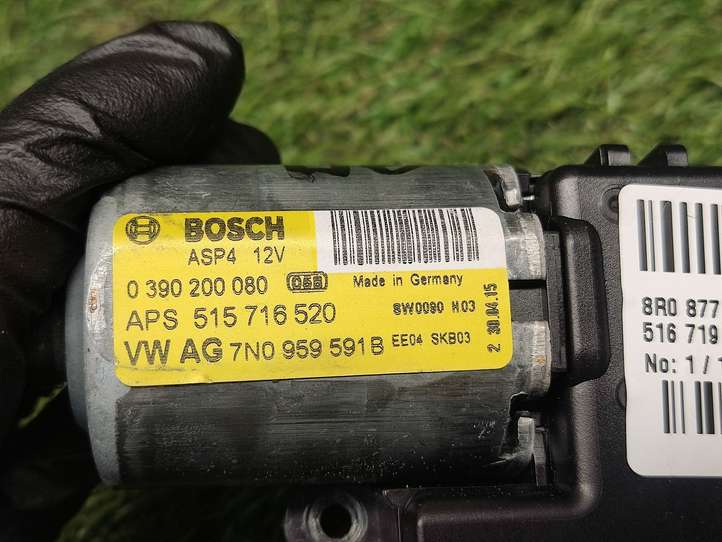 BOSCH
ASP4 12V
0 390 200 080 Made in Germany
APS 515 716 520 SW0090 H03
VW AG 7N0 959 591B EE04 SKB03
2 30.04.15
8R0 877
516 719
No: 1 /